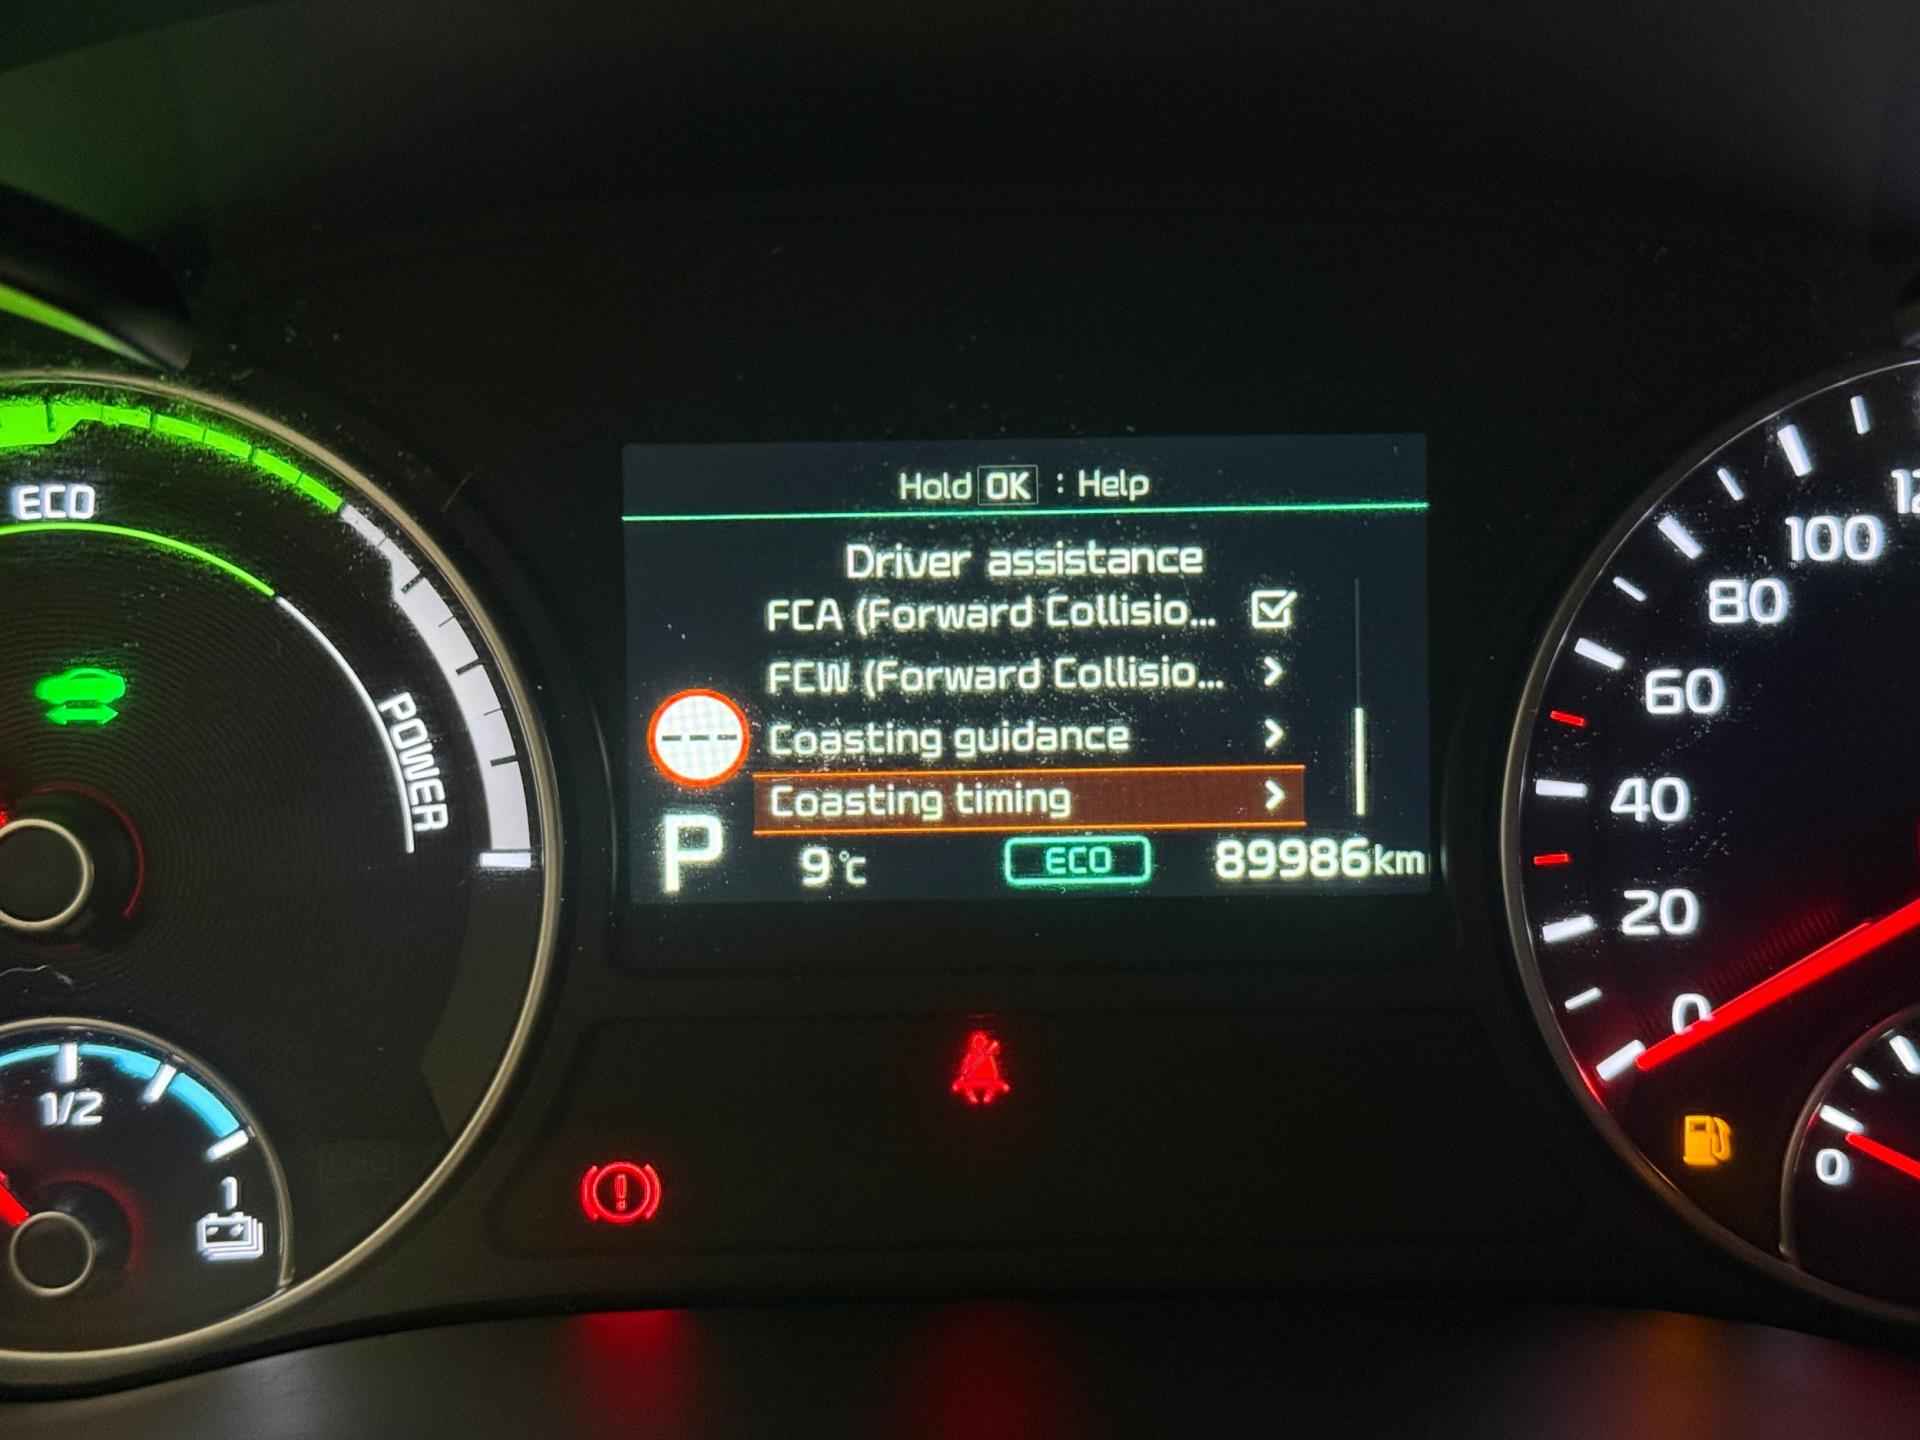 Hold OK : Help
Driver assistance
FCA (Forward Collisio...
FCW (Forward Collisio...
Coasting guidance
Coasting timing
P
9°C
ECO
89986km
ECO
POWER
1/2
1
100
80
60
40
20
0
0